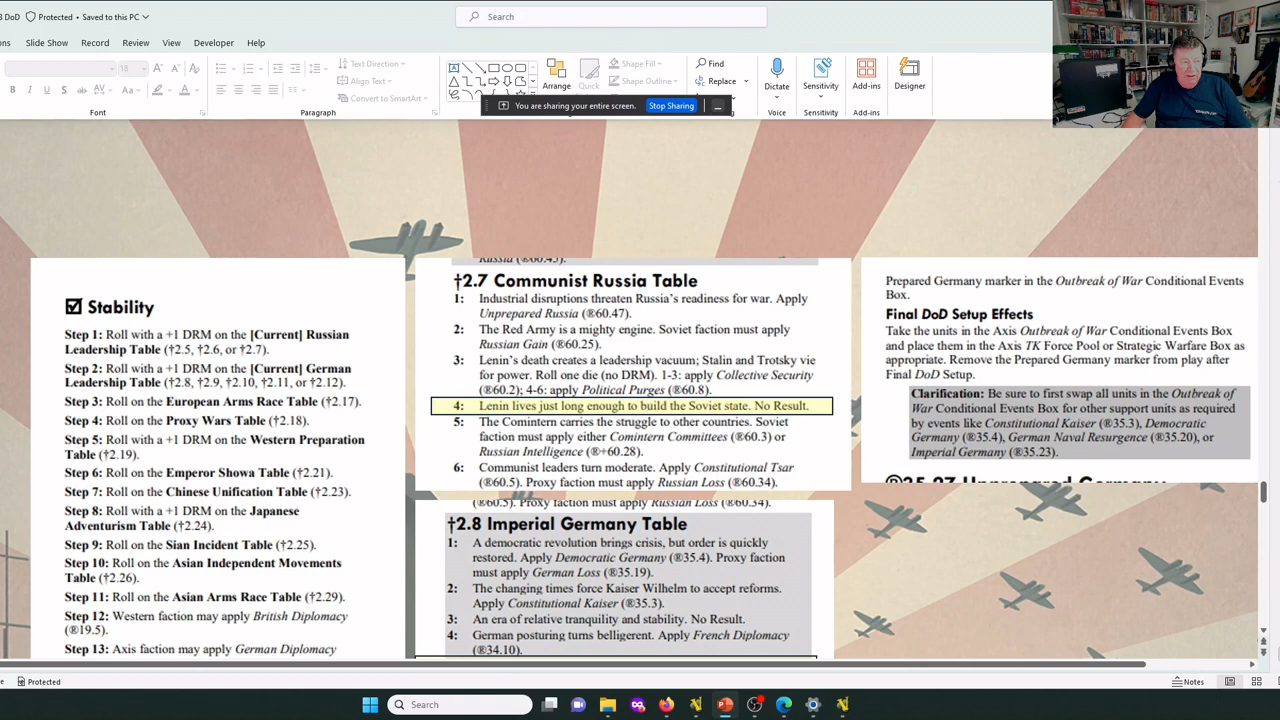 DoD
Protected • Saved to this PC
Search
Slide Show
Record
Review
View
Developer
Help
18
Text Direction
Align Text
Convert to SmartArt
Arrange
Quick
Shape Fill
Shape Outline
Find
Replace
Dictate
Sensitivity
Add-ins
Designer
You are sharing your entire screen.
Stop Sharing
Font
Paragraph
Voice
Sensitivity
Add-ins
Stability
Step 1: Roll with a +1 DRM on the [Current] Russian
Leadership Table (†2.5, †2.6, or †2.7).
Step 2: Roll with a +1 DRM on the [Current] German
Leadership Table (†2.8, †2.9, †2.10, †2.11, or †2.12).
Step 3: Roll on the European Arms Race Table (†2.17).
Step 4: Roll on the Proxy Wars Table (†2.18).
Step 5: Roll with a +1 DRM on the Western Preparation
Table (†2.19).
Step 6: Roll on the Emperor Showa Table (†2.21).
Step 7: Roll on the Chinese Unification Table (†2.23).
Step 8: Roll on the Japanese
Adventurism Table (†2.24).
Step 9: Roll on the Sian Incident Table (†2.25).
Step 10: Roll on the Asian Independent Movements
Table (†2.26).
Step 11: Roll on the Asian Arms Race Table (†2.29).
Step 12: Western faction may apply British Diplomacy
(®19.5).
Step 13: Axis faction may apply German Diplomacy
Russia (®60.45).
†2.7 Communist Russia Table
1: Industrial disruptions threaten Russia's readiness for war. Apply
Unprepared Russia (®60.47).
2: The Red Army is a mighty engine. Soviet faction must apply
Russian Gain (®60.25).
3: Lenin's death creates a leadership vacuum; Stalin and Trotsky vie
for power. Roll one die (no DRM). 1-3: apply Collective Security
(®60.2); 4-6: apply Political Purges (®60.8).
4: Lenin lives just long enough to build the Soviet state. No Result.
5: The Comintern carries the struggle to other countries. Soviet
faction must apply either Comintern Committees (®60.3) or
Russian Intelligence (®+60.28).
6: Communist leaders turn moderate. Apply Constitutional Tsar
(®60.5). Proxy faction must apply Russian Loss (®60.34).
(®60.5). Proxy faction must apply Russian Loss (®60.34).
†2.8 Imperial Germany Table
1: A democratic revolution brings crisis, but order is quickly
restored. Apply Democratic Germany (®35.4). Proxy faction
must apply German Loss (®35.19).
2: The changing times force Kaiser Wilhelm to accept reforms.
Apply Constitutional Kaiser (®35.3).
3: An era of relative tranquility and stability. No Result.
4: German posturing turns belligerent. Apply French Diplomacy
(®34.10).
Prepared Germany marker in the Outbreak of War Conditional Events
Box.
Final DoD Setup Effects
Take the units in the Axis Outbreak of War Conditional Events Box
and place them in the Axis TK Force Pool or Strategic Warfare Box as
appropriate. Remove the Prepared Germany marker from play after
Final DoD Setup.
Clarification: Be sure to first swap all units in the Outbreak of
War Conditional Events Box for other support units as required
by events like Constitutional Kaiser (®35.3), Democratic
Germany (®35.4), German Naval Resurgence (®35.20), or
Imperial Germany (®35.23).
®35.27 Unprepared Germany
Protected
Notes
Search